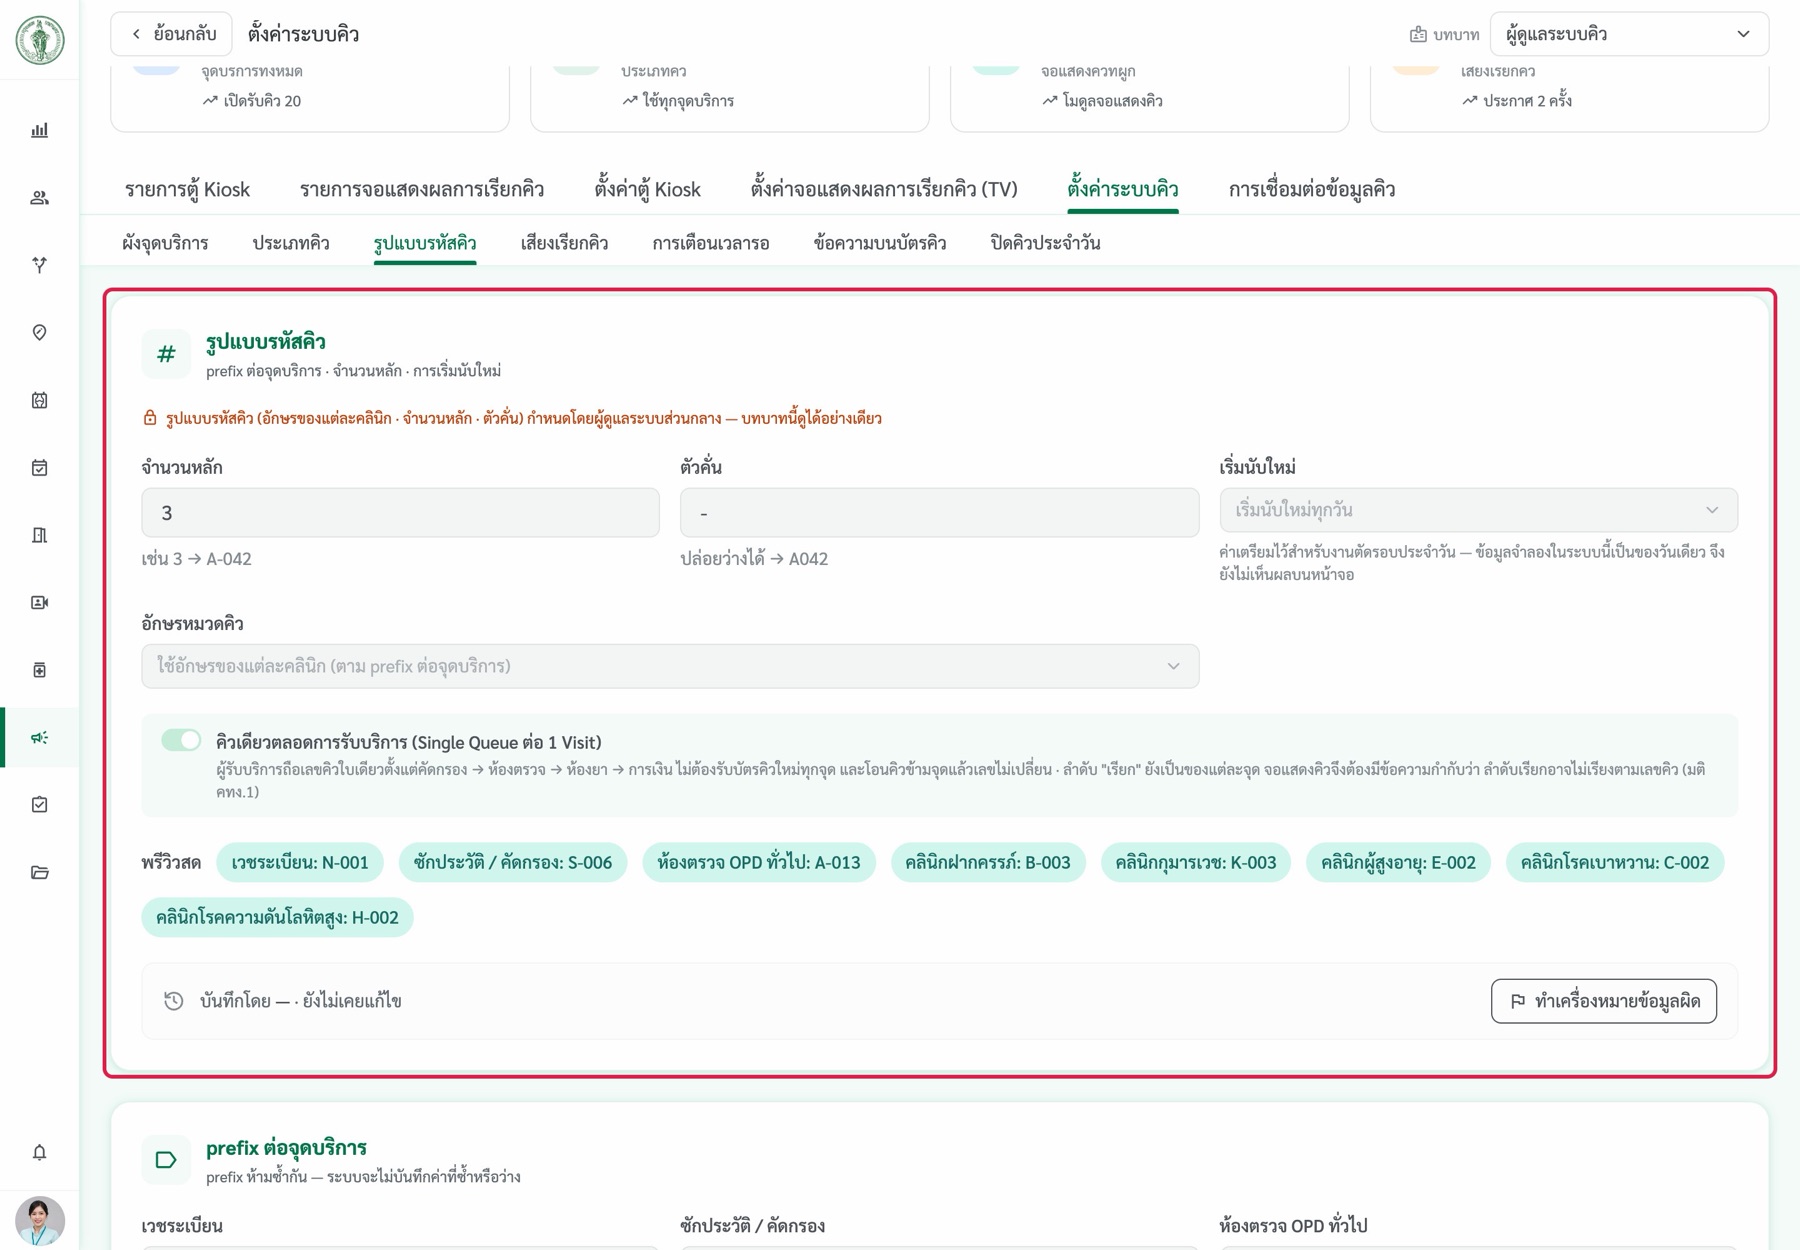 ย้อนกลับ
ตั้งค่าระบบคิว
บทบาท
ผู้ดูแลระบบคิว
จุดบริการทั้งหมด
ประเภทคิว
จอแสดงคิวที่ผูก
เสียงเรียกคิว
เปิดรับคิว 20
ใช้ทุกจุดบริการ
โมดูลจอแสดงคิว
ประกาศ 2 ครั้ง
รายการตู้ Kiosk
รายการจอแสดงผลการเรียกคิว
ตั้งค่าตู้ Kiosk
ตั้งค่าจอแสดงผลการเรียกคิว (TV)
ตั้งค่าระบบคิว
การเชื่อมต่อข้อมูลคิว
ผังจุดบริการ
ประเภทคิว
รูปแบบรหัสคิว
เสียงเรียกคิว
การเตือนเวลารอ
ข้อความบนบัตรคิว
ปิดคิวประจำวัน
รูปแบบรหัสคิว
prefix ต่อจุดบริการ · จำนวนหลัก · การเริ่มนับใหม่
รูปแบบรหัสคิว (อักษรของแต่ละคลินิก · จำนวนหลัก · ตัวคั่น) กำหนดโดยผู้ดูแลระบบส่วนกลาง — บทบาทนี้ดูได้อย่างเดียว
จำนวนหลัก
ตัวคั่น
เริ่มนับใหม่
3
-
เริ่มนับใหม่ทุกวัน
เช่น 3 → A-042
ปล่อยว่างได้ → A042
ค่าเตรียมไว้สำหรับงานตัดรอบประจำวัน — ข้อมูลจำลองในระบบนี้เป็นของวันเดียว จึง
ยังไม่เห็นผลบนหน้าจอ
อักษรหมวดคิว
ใช้อักษรของแต่ละคลินิก (ตาม prefix ต่อจุดบริการ)
คิวเดียวตลอดการรับบริการ (Single Queue ต่อ 1 Visit)
ผู้รับบริการถือเลขคิวใบเดียวตั้งแต่คัดกรอง → ห้องตรวจ → ห้องยา → การเงิน ไม่ต้องรับบัตรคิวใหม่ทุกจุด และโอนคิวข้ามจุดแล้วเลขไม่เปลี่ยน · ลำดับ "เรียก" ยังเป็นของแต่ละจุด จอแสดงคิวจึงต้องมีข้อความกำกับว่า ลำดับเรียกอาจไม่เรียงตามเลขคิว (มติ
คทง.1)
พรีวิวสด
เวชระเบียน: N-001
ซักประวัติ / คัดกรอง: S-006
ห้องตรวจ OPD ทั่วไป: A-013
คลินิกฝากครรภ์: B-003
คลินิกกุมารเวช: K-003
คลินิกผู้สูงอายุ: E-002
คลินิกโรคเบาหวาน: C-002
คลินิกโรคความดันโลหิตสูง: H-002
บันทึกโดย — · ยังไม่เคยแก้ไข
ทำเครื่องหมายข้อมูลผิด
prefix ต่อจุดบริการ
prefix ห้ามซ้ำกัน — ระบบจะไม่บันทึกค่าที่ซ้ำหรือว่าง
เวชระเบียน
ซักประวัติ / คัดกรอง
ห้องตรวจ OPD ทั่วไป